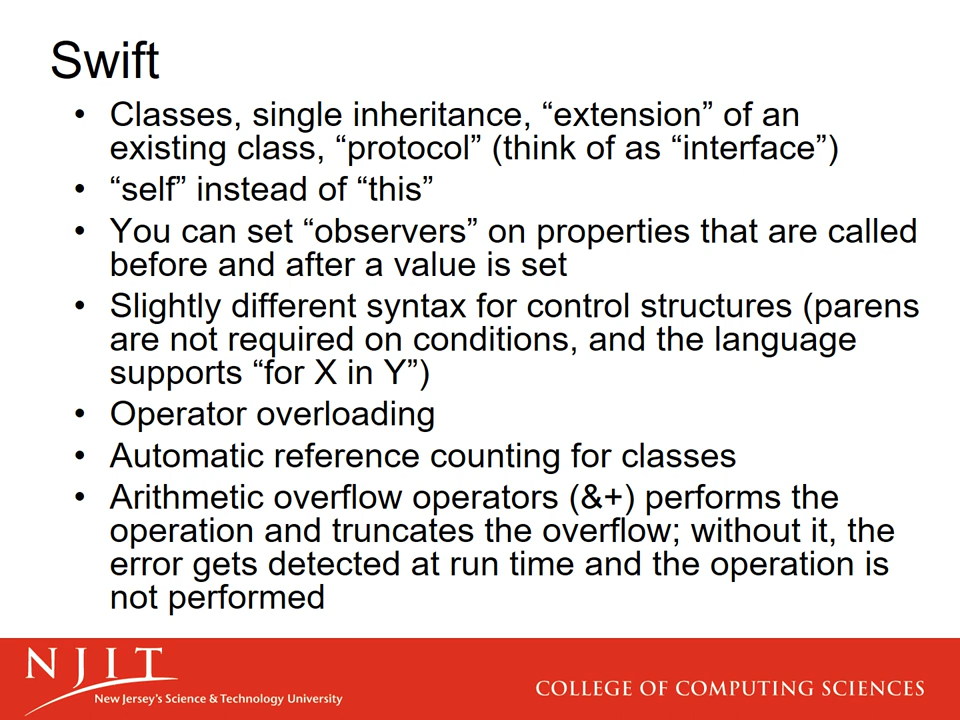 Swift
• Classes, single inheritance, “extension” of an
existing class, “protocol” (think of as “interface”)
• “self” instead of “this”
• You can set “observers” on properties that are called
before and after a value is set
• Slightly different syntax for control structures (parens
are not required on conditions, and the language
supports “for X in Y”)
• Operator overloading
• Automatic reference counting for classes
• Arithmetic overflow operators (&+) performs the
operation and truncates the overflow; without it, the
error gets detected at run time and the operation is
not performed
NJIT
New Jersey’s Science & Technology University
COLLEGE OF COMPUTING SCIENCES